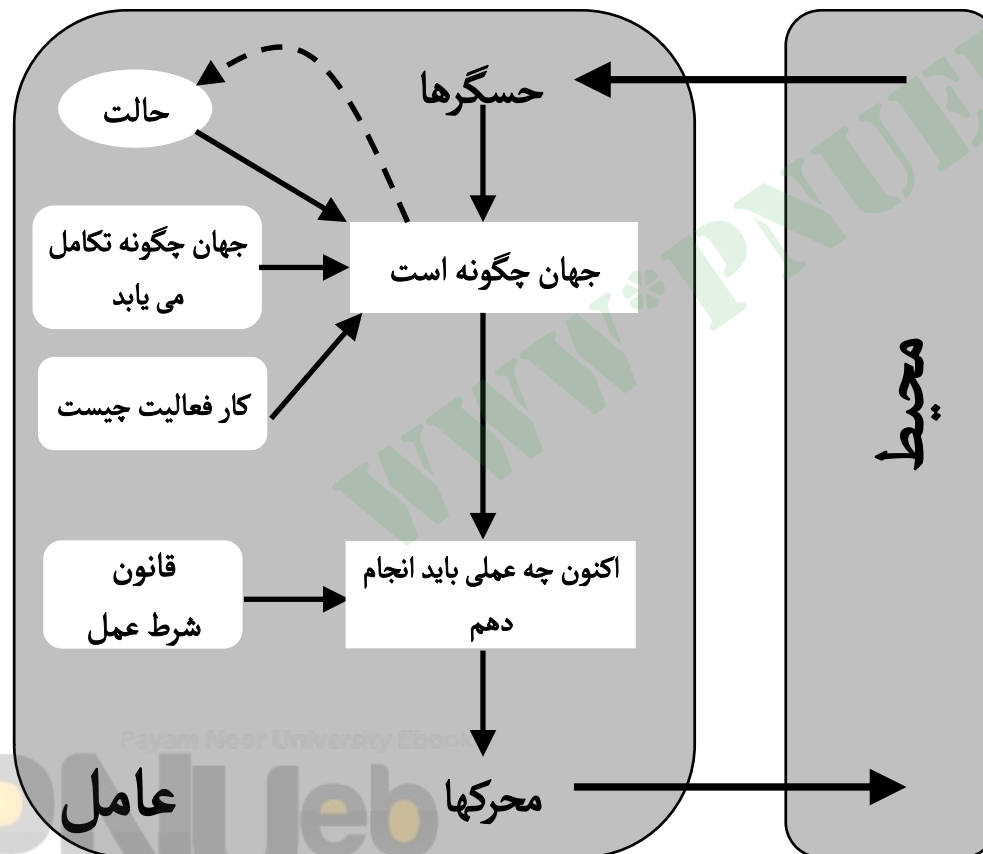 حسگرها
حالت
جهان چگونه تکامل
می یابد
جهان چگونه است
کار فعالیت چیست
محیط
قانون
شرط عمل
اکنون چه عملی باید انجام
دهم
محرکها
عامل
WWW*PNUE
Payam Noor University Ebook
PNUeb